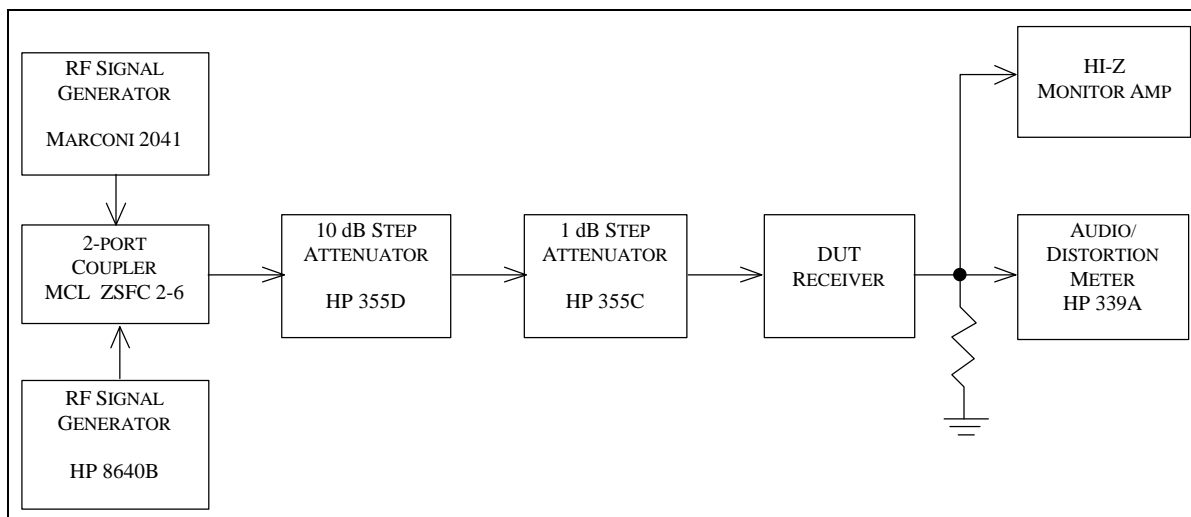 RF SIGNAL
GENERATOR
MARCONI 2041
2-PORT
COUPLER
MCL ZSFC 2-6
RF SIGNAL
GENERATOR
HP 8640B
10 dB STEP
ATTENUATOR
HP 355D
1 dB STEP
ATTENUATOR
HP 355C
DUT
RECEIVER
HI-Z
MONITOR AMP
AUDIO/
DISTORTION
METER
HP 339A